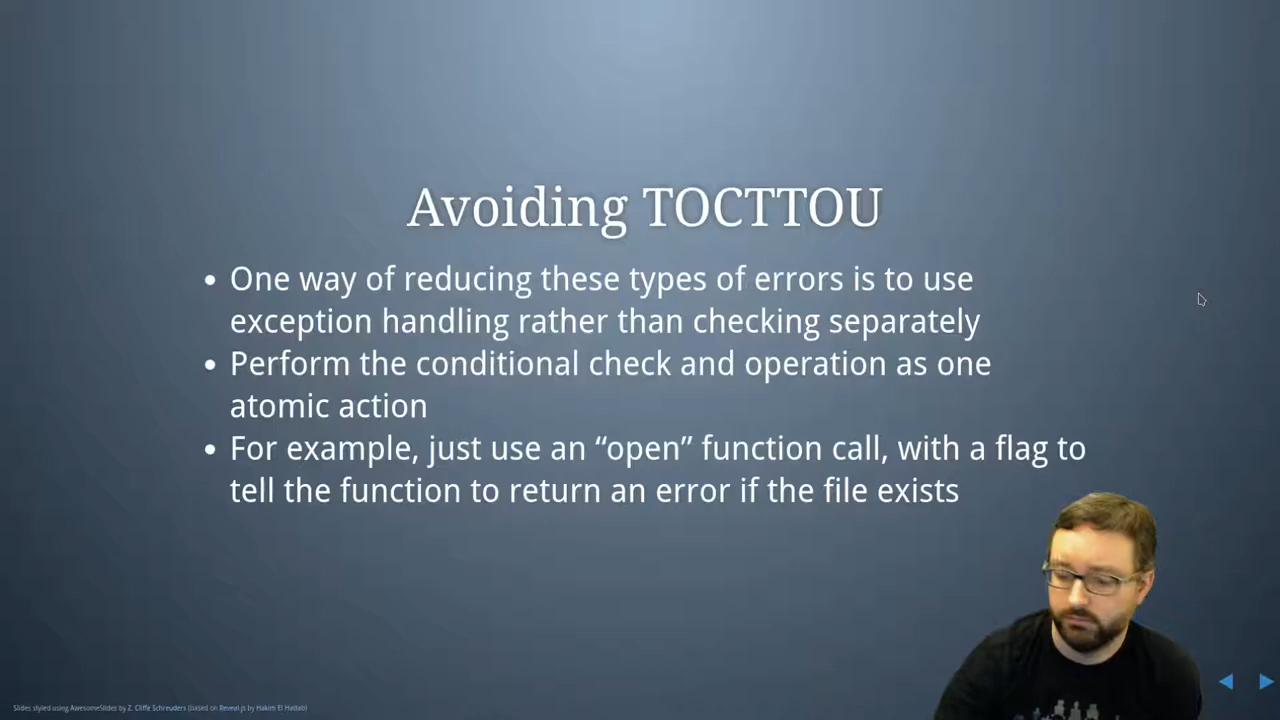 Avoiding TOCTTOU
• One way of reducing these types of errors is to use
exception handling rather than checking separately
• Perform the conditional check and operation as one
atomic action
• For example, just use an “open” function call, with a flag to
tell the function to return an error if the file exists
Slides styled using AwesomeSlides by Z. Cliffe Schreuders (based on Reveal.js by Hakim El Hattab)